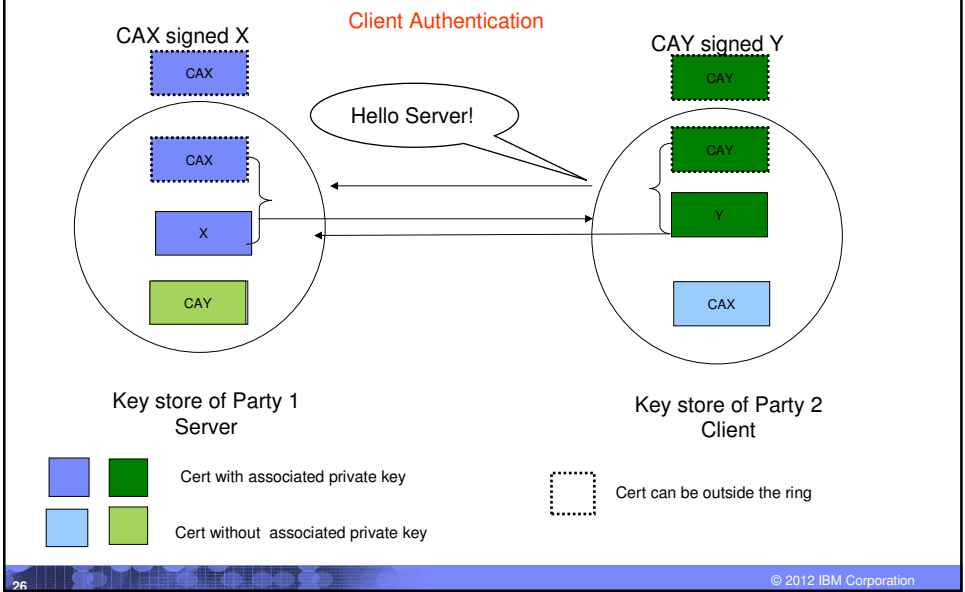 Client Authentication
CAX signed X
CAY signed Y
CAX
CAY
Hello Server!
CAX
CAY
X
Y
CAY
CAX
Key store of Party 1
Server
Key store of Party 2
Client
Cert with associated private key
Cert can be outside the ring
Cert without associated private key
26
© 2012 IBM Corporation